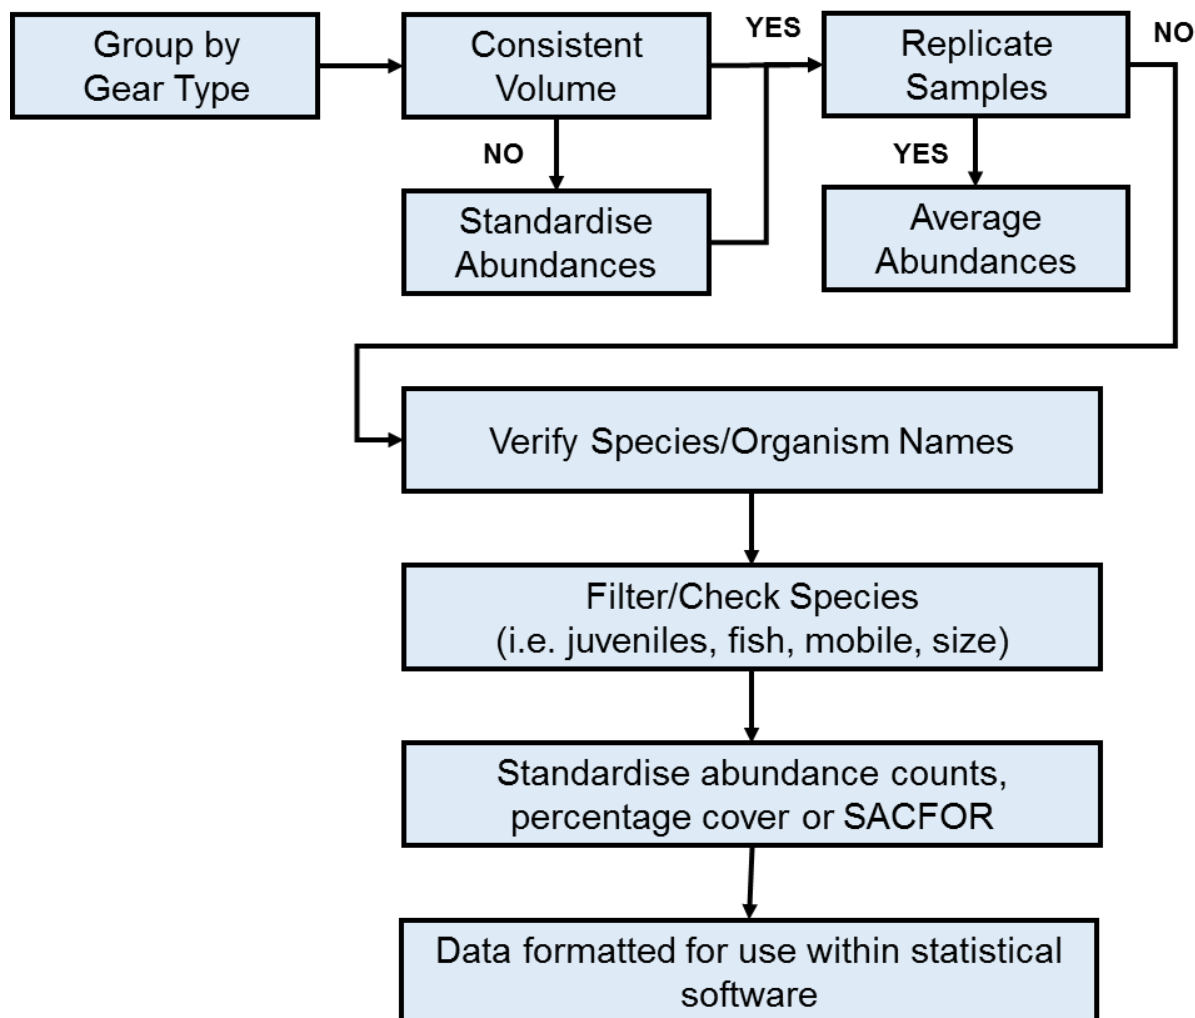 Group by
Gear Type
Consistent
Volume
YES
Replicate
Samples
NO
NO
YES
Standardise
Abundances
Average
Abundances
Verify Species/Organism Names
Filter/Check Species
(i.e. juveniles, fish, mobile, size)
Standardise abundance counts,
percentage cover or SACFOR
Data formatted for use within statistical
software